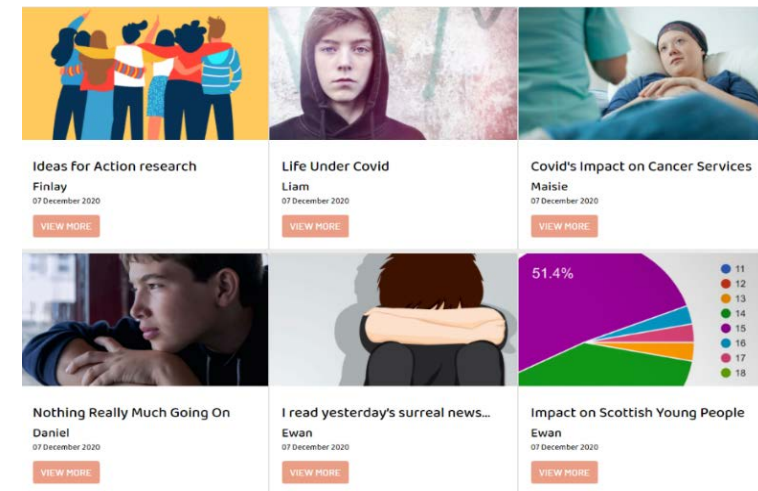 Ideas for Action research
Finlay
07 December 2020
VIEW MORE
Life Under Covid
Liam
07 December 2020
VIEW MORE
Covid's Impact on Cancer Services
Maisie
07 December 2020
VIEW MORE
Nothing Really Much Going On
Daniel
07 December 2020
VIEW MORE
I read yesterday's surreal news...
Ewan
07 December 2020
VIEW MORE
51.4%
11
12
13
14
15
16
17
18
Impact on Scottish Young People
Ewan
07 December 2020
VIEW MORE